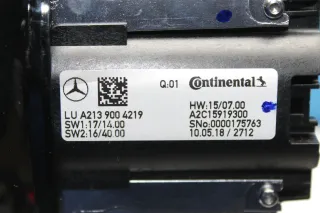 Q:01
Continental
LU A213 900 4219
SW1:17/14.00
SW2:16/40 00
HW:15/07.00
A2C15919300
SNo:0000175763
10.05.18 / 2712